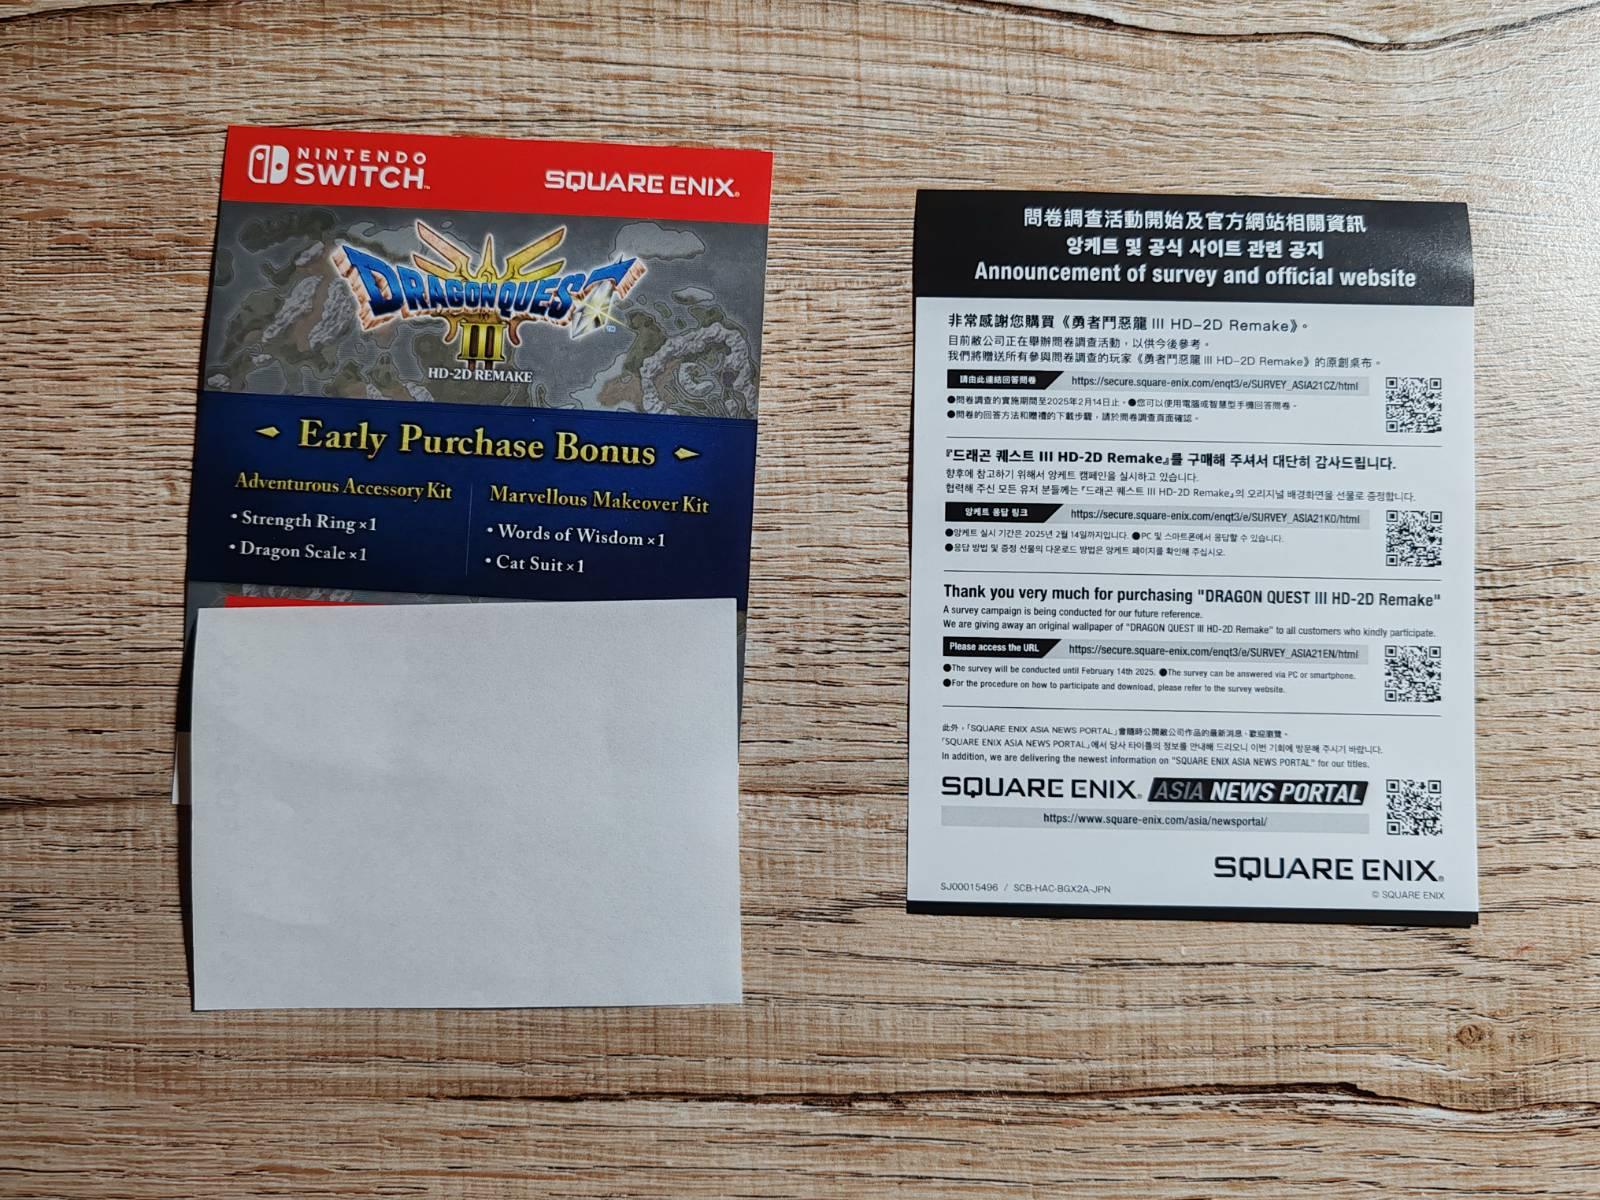 NINTENDO
SWITCH™
SQUARE ENIX®
DRAGON QUEST™
III
HD-2D REMAKE
Early Purchase Bonus
Adventurous Accessory Kit
• Strength Ring×1
• Dragon Scale×1
Marvellous Makeover Kit
• Words of Wisdom×1
• Cat Suit×1
問卷調查活動開始及官方網站相關資訊
앙케트 및 공식 사이트 관련 공지
Announcement of survey and official website
非常感謝您購買《勇者鬥惡龍 III HD-2D Remake》。
目前敝公司正在舉辦問卷調查活動，以供今後參考。
我們將贈送所有參與問卷調查的玩家《勇者鬥惡龍 III HD-2D Remake》的原創桌布。
請由此連結回答問卷 https://secure.square-enix.com/enqt3/e/SURVEY_ASIA21CZ/html
●問卷調查的實施期間至2025年2月14日止。●您可以使用電腦或智慧型手機回答問卷。
●問卷的回答方法和贈禮的下載步驟，請於問卷調查頁面確認。
『드래곤 퀘스트 III HD-2D Remake』를 구매해 주셔서 대단히 감사드립니다.
향후에 참고하기 위해서 앙케트 캠페인을 실시하고 있습니다.
협력해 주신 모든 유저 분들께는 『드래곤 퀘스트 III HD-2D Remake』의 오리지널 배경화면을 선물로 증정합니다.
앙케트 응답 링크 https://secure.square-enix.com/enqt3/e/SURVEY_ASIA21KO/html
●앙케트 실시 기간은 2025년 2월 14일까지입니다. ●PC 및 스마트폰에서 응답할 수 있습니다.
●응답 방법 및 증정 선물의 다운로드 방법은 앙케트 페이지를 확인해 주십시오.
Thank you very much for purchasing "DRAGON QUEST III HD-2D Remake"
A survey campaign is being conducted for our future reference.
We are giving away an original wallpaper of "DRAGON QUEST III HD-2D Remake" to all customers who kindly participate.
Please access the URL https://secure.square-enix.com/enqt3/e/SURVEY_ASIA21EN/html
●The survey will be conducted until February 14th 2025. ●The survey can be answered via PC or smartphone.
●For the procedure on how to participate and download, please refer to the survey website.
此外，「SQUARE ENIX ASIA NEWS PORTAL」會隨時公開敝公司作品的最新消息，歡迎瀏覽。
「SQUARE ENIX ASIA NEWS PORTAL」에서 당사 타이틀의 정보를 안내해 드리오니 이번 기회에 방문해 주시기 바랍니다.
In addition, we are delivering the newest information on "SQUARE ENIX ASIA NEWS PORTAL" for our titles.
SQUARE ENIX® ASIA NEWS PORTAL
https://www.square-enix.com/asia/newsportal/
SQUARE ENIX®
SJ00015496 / SCB-HAC-BGX2A-JPN
© SQUARE ENIX